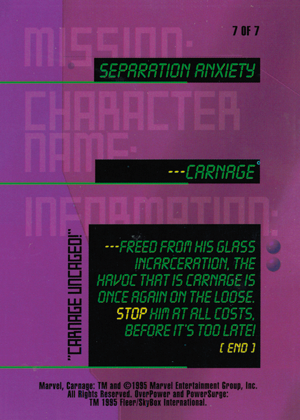 7 OF 7
MISSION:
SEPARATION ANXIETY
CHARACTER
NAME:
---CARNAGE
INFORMATION:
"CARNAGE UNCAGED!"
---FREED FROM HIS GLASS
INCARCERATION, THE
HAVOC THAT IS CARNAGE IS
ONCE AGAIN ON THE LOOSE.
STOP HIM AT ALL COSTS,
BEFORE IT'S TOO LATE!
( END )
Marvel, Carnage: TM and ©1995 Marvel Entertainment Group, Inc.
All Rights Reserved. OverPower and PowerSurge:
TM 1995 Fleer/SkyBox International.